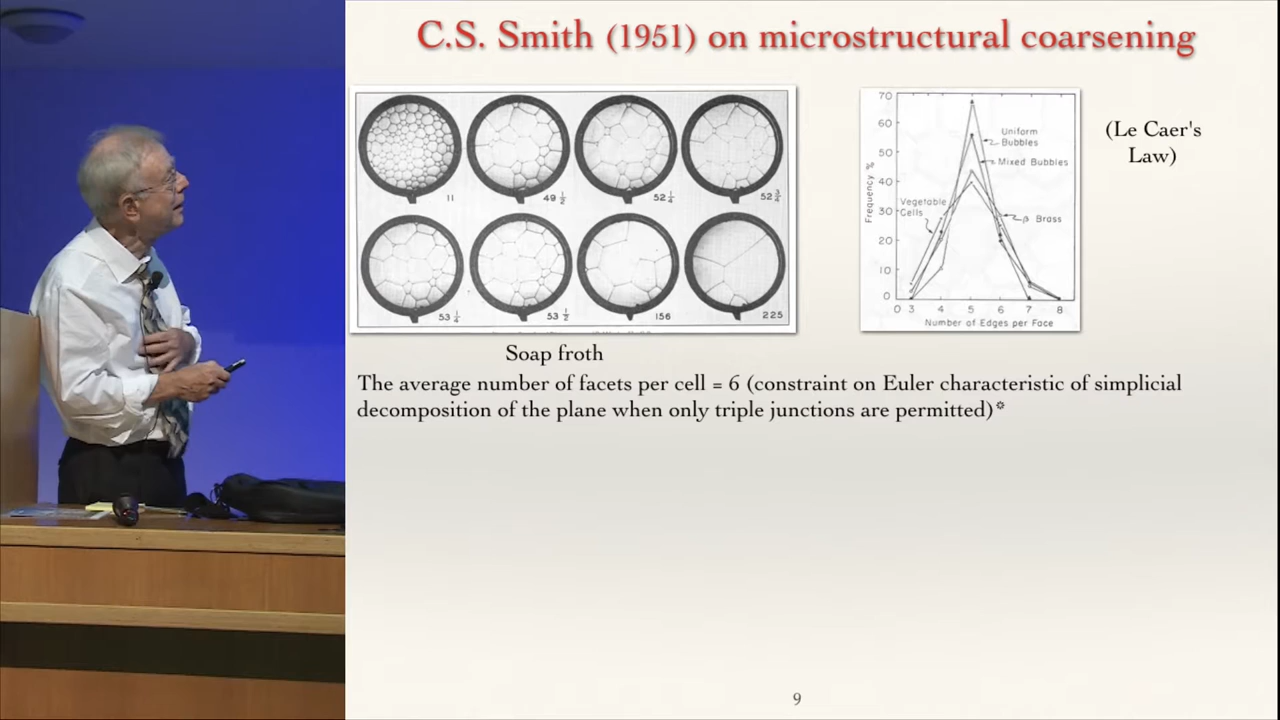 C.S. Smith (1951) on microstructural coarsening
11
49 1/2
52 1/4
52 3/4
53 1/4
53 1/2
156
225
Soap froth
70
60
50
40
30
20
10
0
Frequency %
Uniform
Bubbles
Mixed Bubbles
Vegetable
Cells
β Brass
0 3 4 5 6 7 8
Number of Edges per Face
(Le Caer's
Law)
The average number of facets per cell = 6 (constraint on Euler characteristic of simplicial
decomposition of the plane when only triple junctions are permitted)*
9